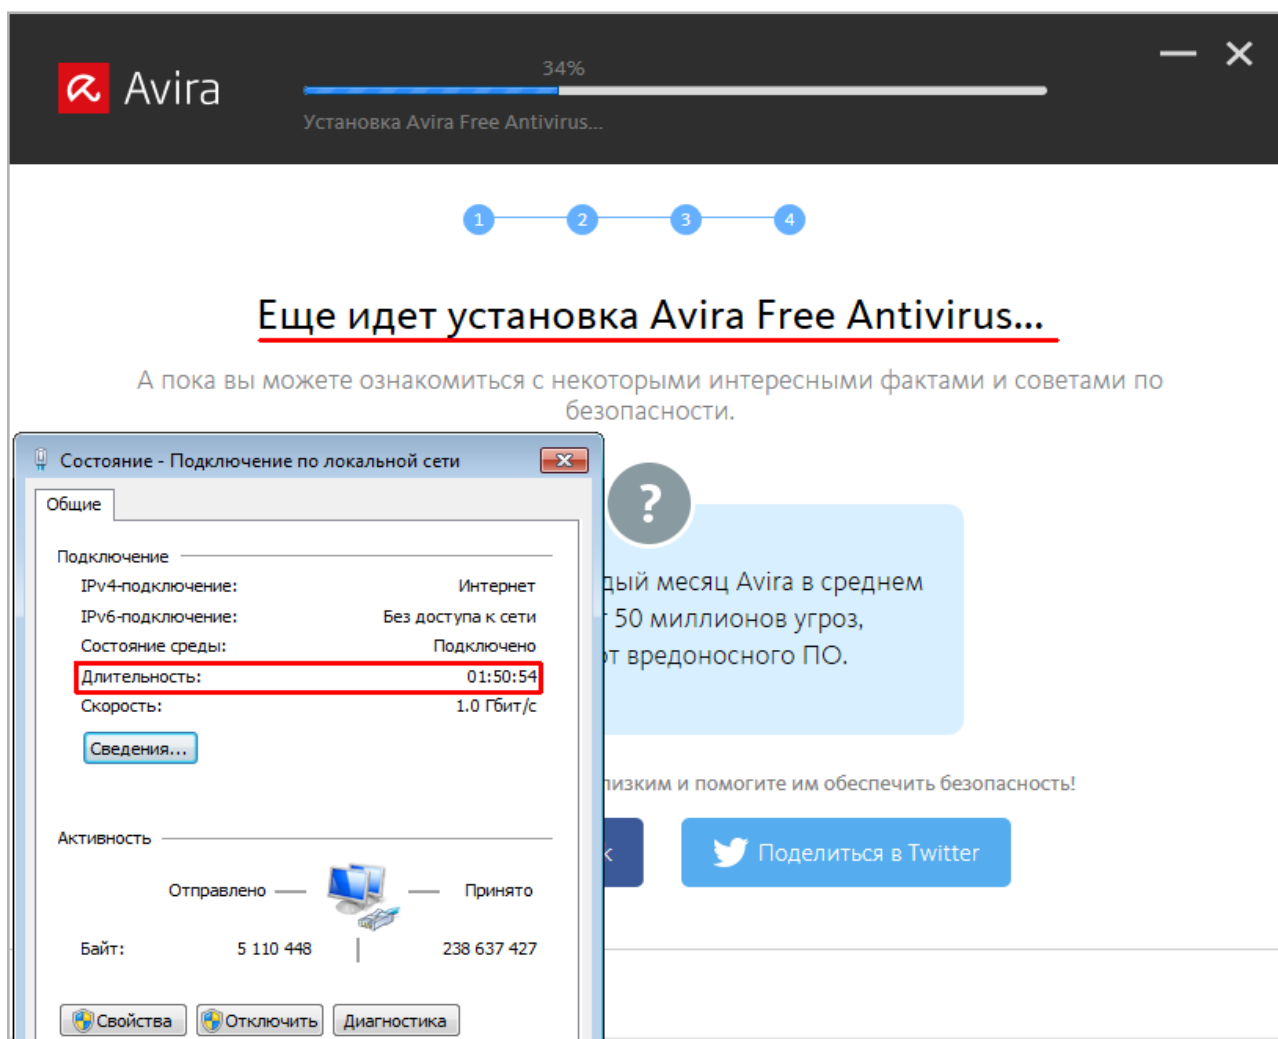 Avira
34%
Установка Avira Free Antivirus...
1 2 3 4
Еще идет установка Avira Free Antivirus...
А пока вы можете ознакомиться с некоторыми интересными фактами и советами по
безопасности.
?
Avira в среднем
месяц
50 миллионов угроз,
вредоносного ПО.
и помогите им обеспечить безопасность!
Поделиться в Twitter
Состояние - Подключение по локальной сети
Общие
Подключение
IPv4-подключение: Интернет
IPv6-подключение: Без доступа к сети
Состояние среды: Подключено
Длительность: 01:50:54
Скорость: 1.0 Гбит/с
Сведения...
Активность
Отправлено Принято
Байт: 5 110 448 238 637 427
Свойства Отключить Диагностика